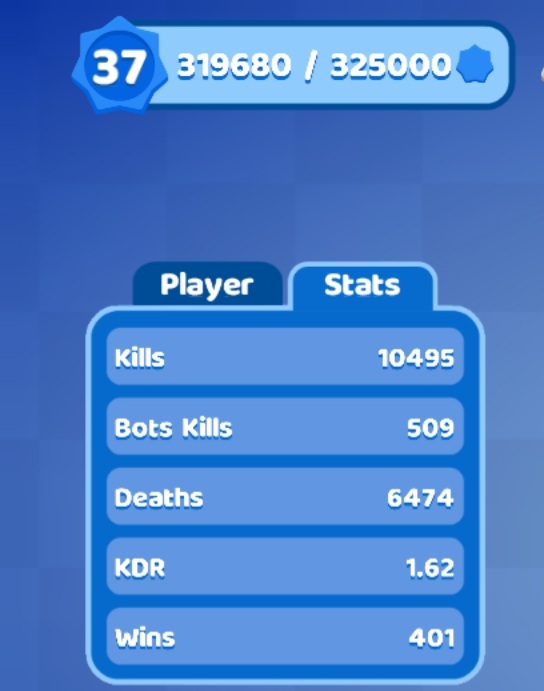 37 319680 / 325000
Player Stats
Kills 10495
Bots Kills 509
Deaths 6474
KDR 1.62
Wins 401